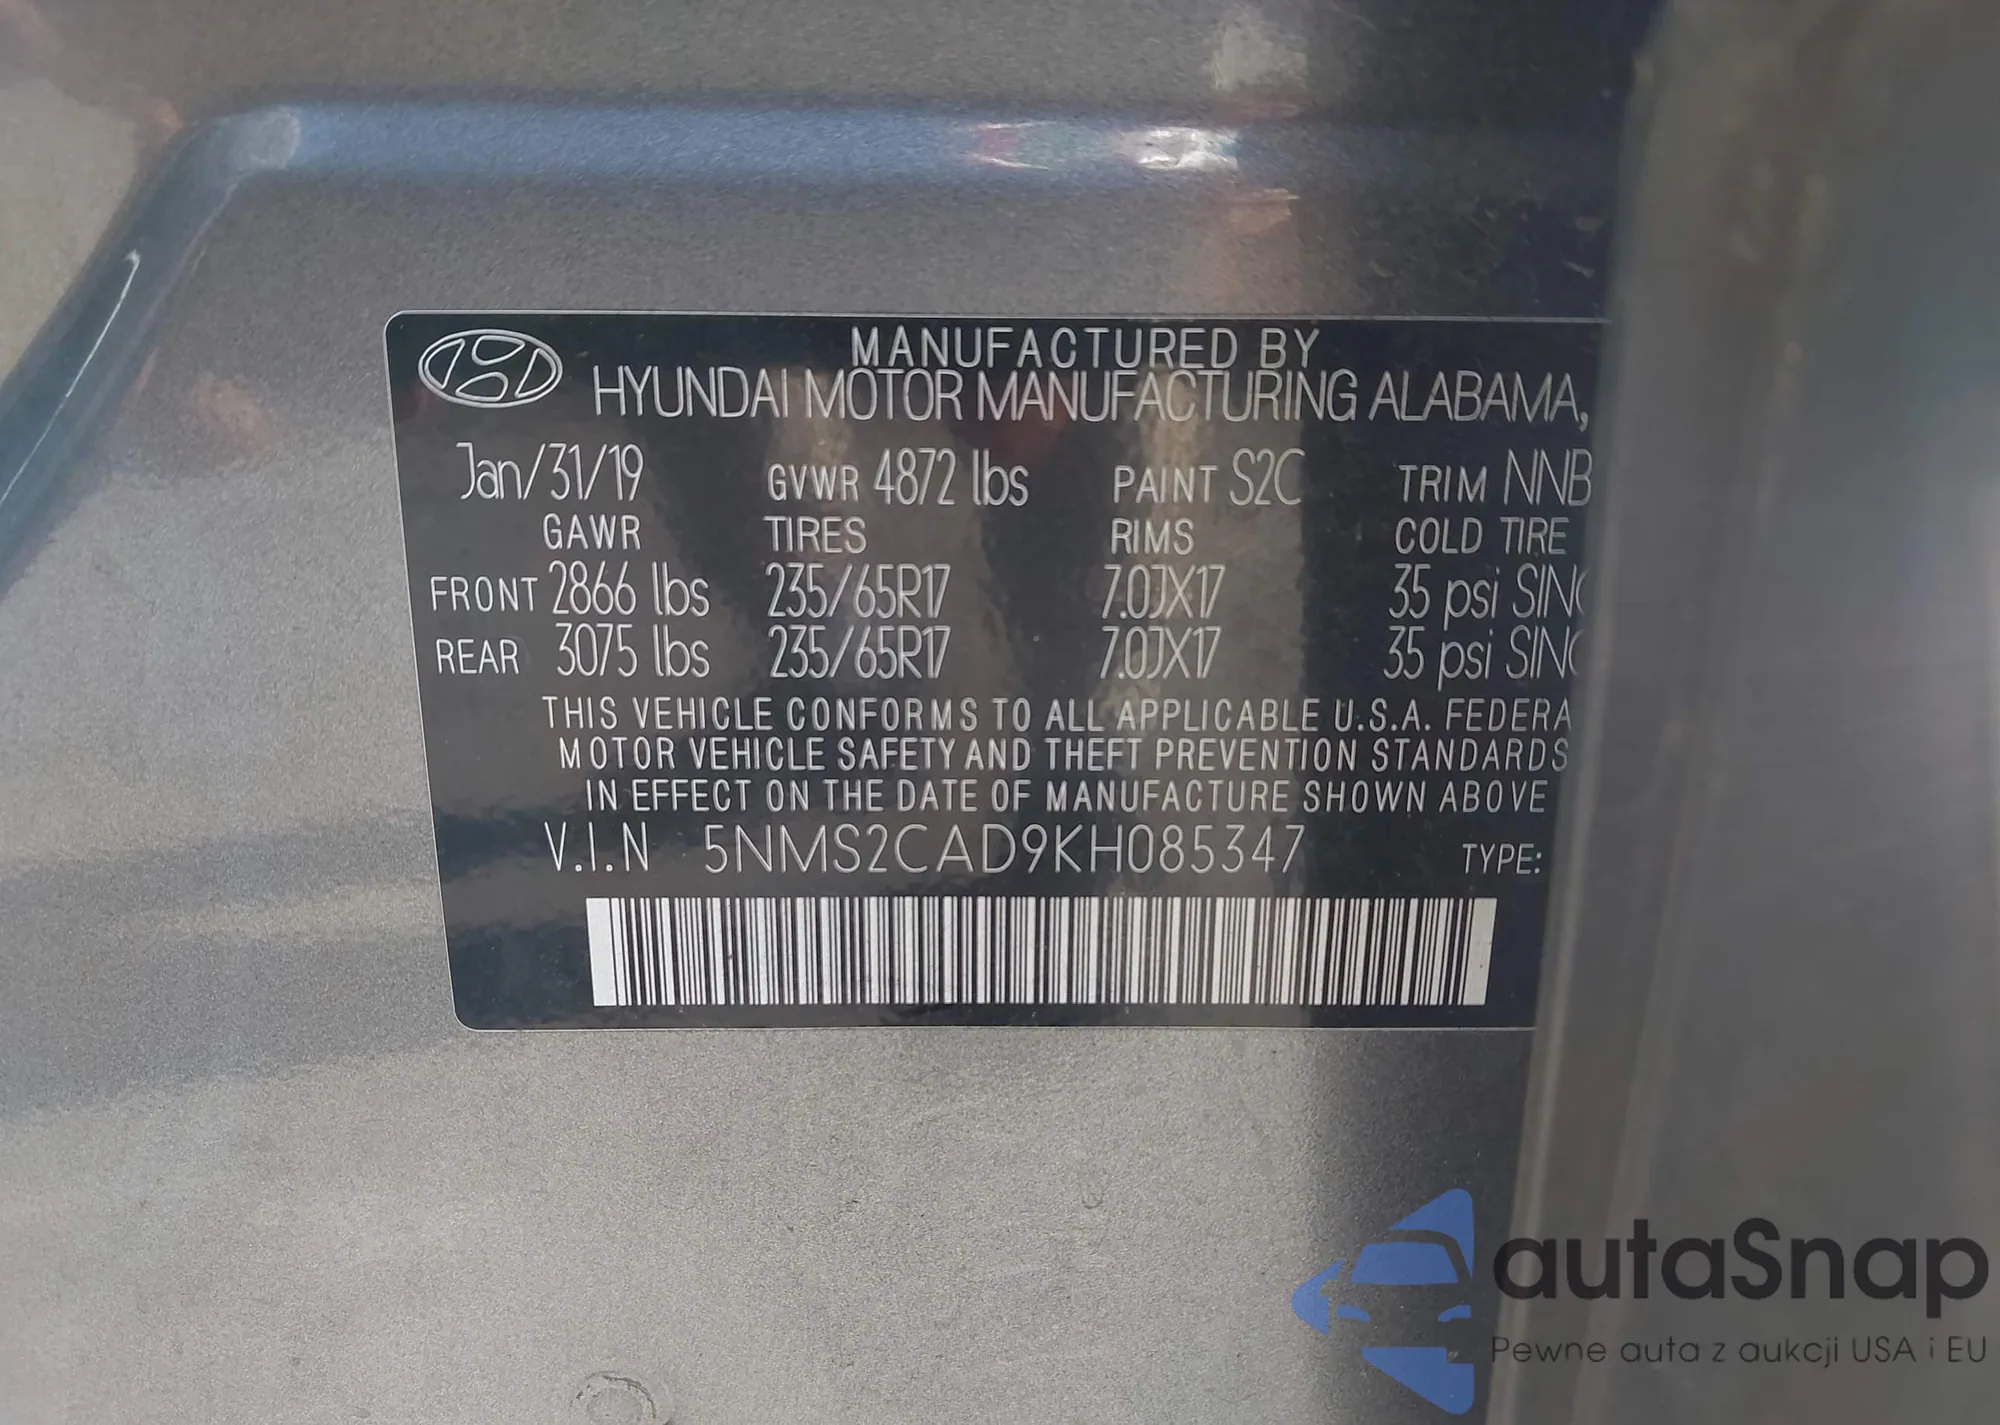 MANUFACTURED BY
HYUNDAI MOTOR MANUFACTURING ALABAMA,
Jan/31/19 GVWR 4872 lbs PAINT S2C TRIM NNB
GAWR TIRES RIMS COLD TIRE
FRONT 2866 lbs 235/65R17 7.0JX17 35 psi SIN
REAR 3075 lbs 235/65R17 7.0JX17 35 psi SIN
THIS VEHICLE CONFORMS TO ALL APPLICABLE U.S.A. FEDERA
MOTOR VEHICLE SAFETY AND THEFT PREVENTION STANDARDS
IN EFFECT ON THE DATE OF MANUFACTURE SHOWN ABOVE
V.I.N 5NMS2CAD9KH085347 TYPE:
autaSnap
Pewne auta z aukcji USA i EU